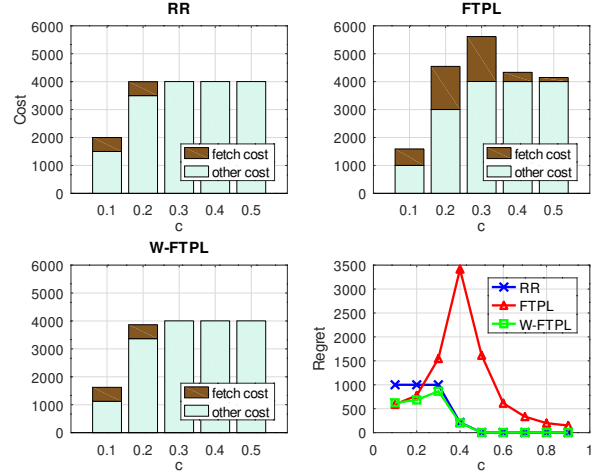 RR
6000
5000
4000
3000
2000
1000
0
Cost
fetch cost
other cost
0.1 0.2 0.3 0.4 0.5
c
FTPL
6000
5000
4000
3000
2000
1000
0
fetch cost
other cost
0.1 0.2 0.3 0.4 0.5
c
W-FTPL
6000
5000
4000
3000
2000
1000
0
fetch cost
other cost
0.1 0.2 0.3 0.4 0.5
c
3500
3000
2500
2000
1500
1000
500
0
Regret
RR
FTPL
W-FTPL
0 0.2 0.4 0.6 0.8 1
c